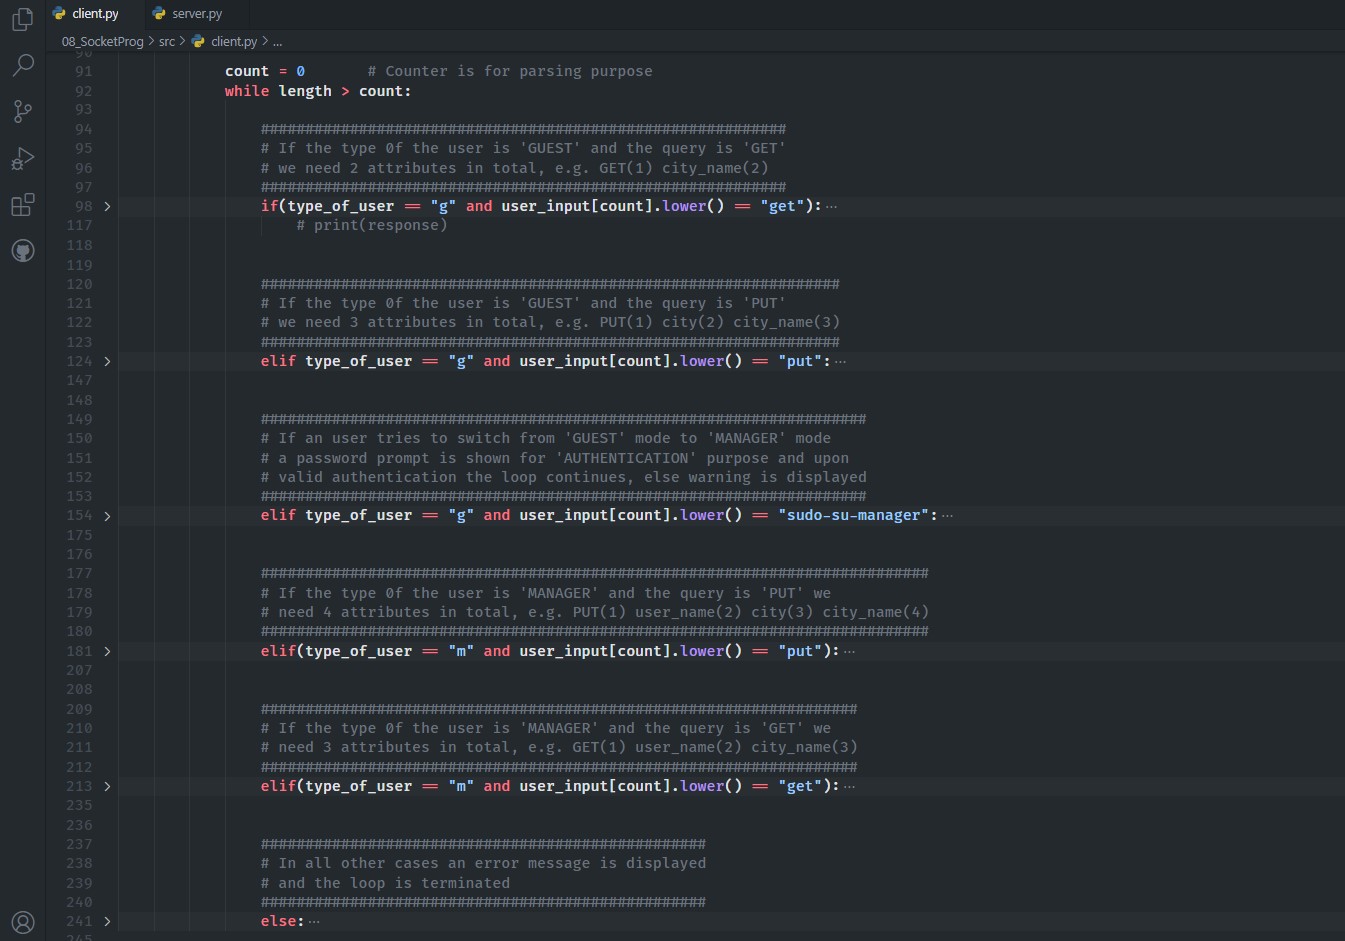 client.py
server.py
08_SocketProg > src > client.py > ...
90
91 count = 0 # Counter is for parsing purpose
92 while length > count:
93
94 ###########################################################
95 # If the type 0f the user is 'GUEST' and the query is 'GET'
96 # we need 2 attributes in total, e.g. GET(1) city_name(2)
97 ###########################################################
98 if(type_of_user == "g" and user_input[count].lower() == "get"):···
117 # print(response)
118
119
120 #################################################################
121 # If the type 0f the user is 'GUEST' and the query is 'PUT'
122 # we need 3 attributes in total, e.g. PUT(1) city(2) city_name(3)
123 #################################################################
124 elif type_of_user == "g" and user_input[count].lower() == "put":···
147
148
149 ####################################################################
150 # If an user tries to switch from 'GUEST' mode to 'MANAGER' mode
151 # a password prompt is shown for 'AUTHENTICATION' purpose and upon
152 # valid authentication the loop continues, else warning is displayed
153 ####################################################################
154 elif type_of_user == "g" and user_input[count].lower() == "sudo-su-manager":···
175
176
177 ###########################################################################
178 # If the type 0f the user is 'MANAGER' and the query is 'PUT' we
179 # need 4 attributes in total, e.g. PUT(1) user_name(2) city(3) city_name(4)
180 ###########################################################################
181 elif(type_of_user == "m" and user_input[count].lower() == "put"):···
207
208
209 ###################################################################
210 # If the type 0f the user is 'MANAGER' and the query is 'GET' we
211 # need 3 attributes in total, e.g. GET(1) user_name(2) city_name(3)
212 ###################################################################
213 elif(type_of_user == "m" and user_input[count].lower() == "get"):···
235
236
237 ##################################################
238 # In all other cases an error message is displayed
239 # and the loop is terminated
240 ##################################################
241 else:···
245